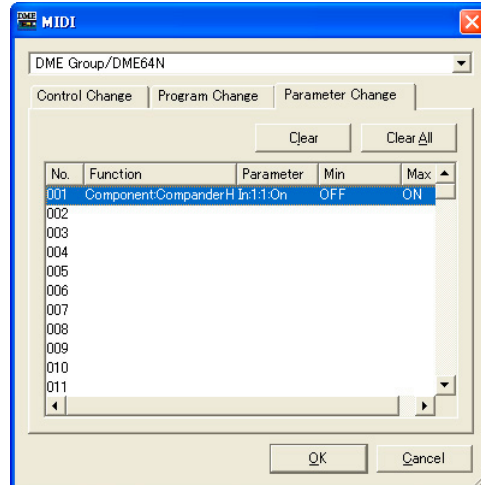 MIDI
DME Group/DME64N
Control Change Program Change Parameter Change
Clear Clear All
No. Function Parameter Min Max
001 Component:CompanderH In:1:1:On OFF ON
002
003
004
005
006
007
008
009
010
011
OK Cancel